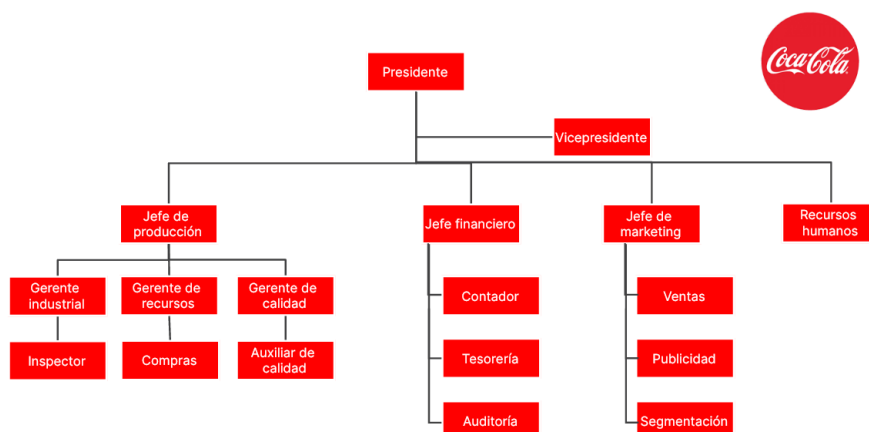 Coca-Cola
Presidente
Vicepresidente
Jefe de
producción
Jefe financiero
Jefe de
marketing
Recursos
humanos
Gerente
industrial
Gerente de
recursos
Gerente de
calidad
Contador
Ventas
Inspector
Compras
Auxiliar de
calidad
Tesorería
Publicidad
Auditoría
Segmentación